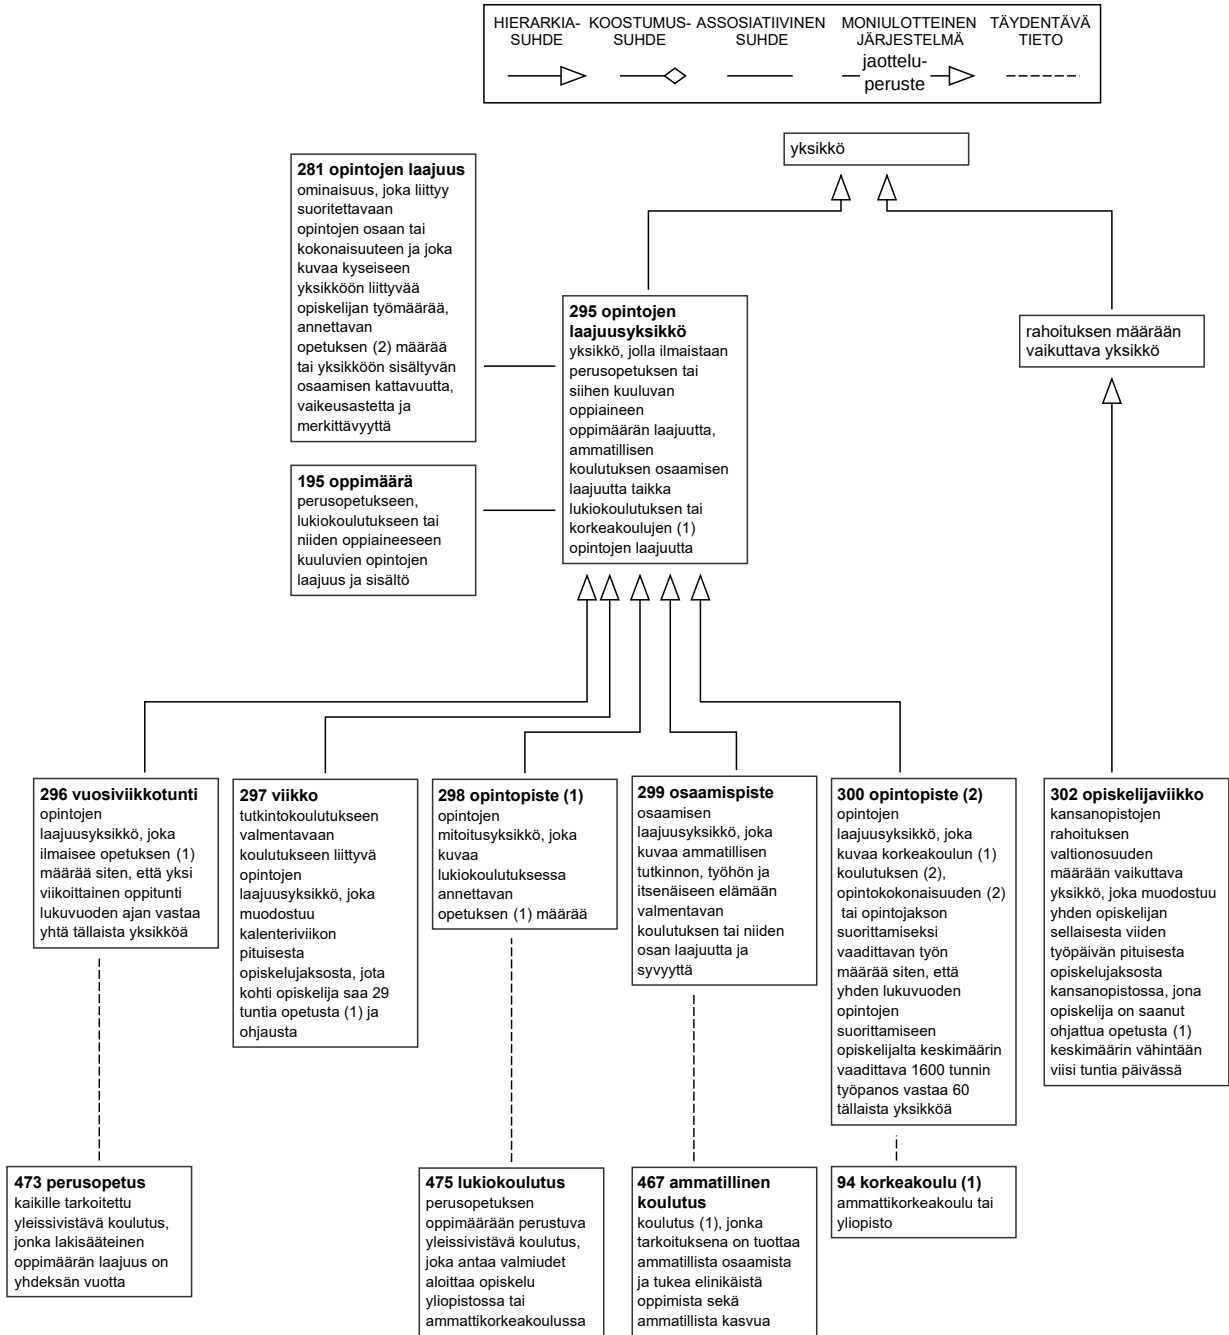 HIERARKIA-
SUHDE
KOOSTUMUS-
SUHDE
ASSOSIATIIVINEN
SUHDE
MONIULOTTEINEN
JÄRJESTELMÄ
jaottelu-
peruste
TÄYDENTÄVÄ
TIETO
yksikkö
281 opintojen laajuus
ominaisuus, joka liittyy
suoritettavaan
opintojen osaan tai
kokonaisuuteen ja joka
kuvaa kyseiseen
yksikköön liittyvää
opiskelijan työmäärää,
annettavan
opetuksen (2) määrää
tai yksikköön sisältyvän
osaamisen kattavuutta,
vaikeusastetta ja
merkittävyyttä
295 opintojen
laajuusyksikkö
yksikkö, jolla ilmaistaan
perusopetuksen tai
siihen kuuluvan
oppiaineen
oppimäärän laajuutta,
ammatillisen
koulutuksen osaamisen
laajuutta taikka
lukiokoulutuksen tai
korkeakoulujen (1)
opintojen laajuutta
rahoituksen määrään
vaikuttava yksikkö
195 oppimäärä
perusopetukseen,
lukiokoulutukseen tai
niiden oppiaineeseen
kuuluvien opintojen
laajuus ja sisältö
296 vuosiviikkotunti
opintojen
laajuusyksikkö, joka
ilmaisee opetuksen (1)
määrää siten, että yksi
viikoittainen oppitunti
lukuvuoden ajan vastaa
yhtä tällaista yksikköä
297 viikko
tutkintokoulutukseen
valmentavaan
koulutukseen liittyvä
opintojen
laajuusyksikkö, joka
muodostuu
kalenteriviikon
pituisesta
opiskelujaksosta, jota
kohti opiskelija saa 29
tuntia opetusta (1) ja
ohjausta
298 opintopiste (1)
opintojen
mitoitusyksikkö, joka
kuvaa
lukiokoulutuksessa
annettavan
opetuksen (1) määrää
299 osaamispiste
osaamisen
laajuusyksikkö, joka
kuvaa ammatillisen
tutkinnon, työhön ja
itsenäiseen elämään
valmentavan
koulutuksen tai niiden
osan laajuutta ja
syvyyttä
300 opintopiste (2)
opintojen
laajuusyksikkö, joka
kuvaa korkeakoulun (1)
koulutuksen (2),
opintokokonaisuuden (2)
tai opintojakson
suorittamiseksi
vaadittavan työn
määrää siten, että
yhden lukuvuoden
opintojen
suorittamiseen
opiskelijalta keskimäärin
vaadittava 1600 tunnin
työpanos vastaa 60
tällaista yksikköä
302 opiskelijaviikko
kansanopistojen
rahoituksen
valtionosuuden
määrään vaikuttava
yksikkö, joka muodostuu
yhden opiskelijan
sellaisesta viiden
työpäivän pituisesta
opiskelujaksosta
kansanopistossa, jona
opiskelija on saanut
ohjattua opetusta (1)
keskimäärin vähintään
viisi tuntia päivässä
473 perusopetus
kaikille tarkoitettu
yleissivistävä koulutus,
jonka lakisääteinen
oppimäärän laajuus on
yhdeksän vuotta
475 lukiokoulutus
perusopetuksen
oppimäärään perustuva
yleissivistävä koulutus,
joka antaa valmiudet
aloittaa opiskelu
yliopistossa tai
ammattikorkeakoulussa
467 ammatillinen
koulutus
koulutus (1), jonka
tarkoituksena on tuottaa
ammatillista osaamista
ja tukea elinikäistä
oppimista sekä
ammatillista kasvua
94 korkeakoulu (1)
ammattikorkeakoulu tai
yliopisto